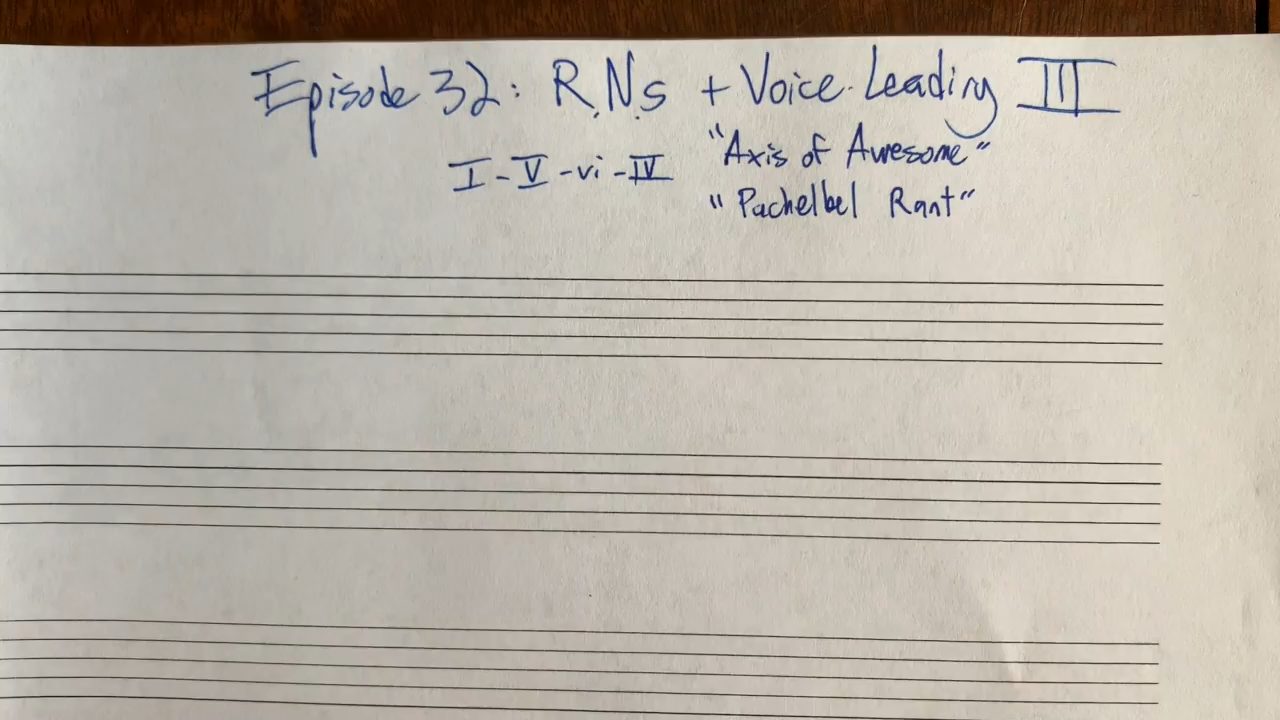 Episode 32: R.N.s + Voice-Leading III
I-V-vi-IV "Axis of Awesome"
"Pachelbel Rant"